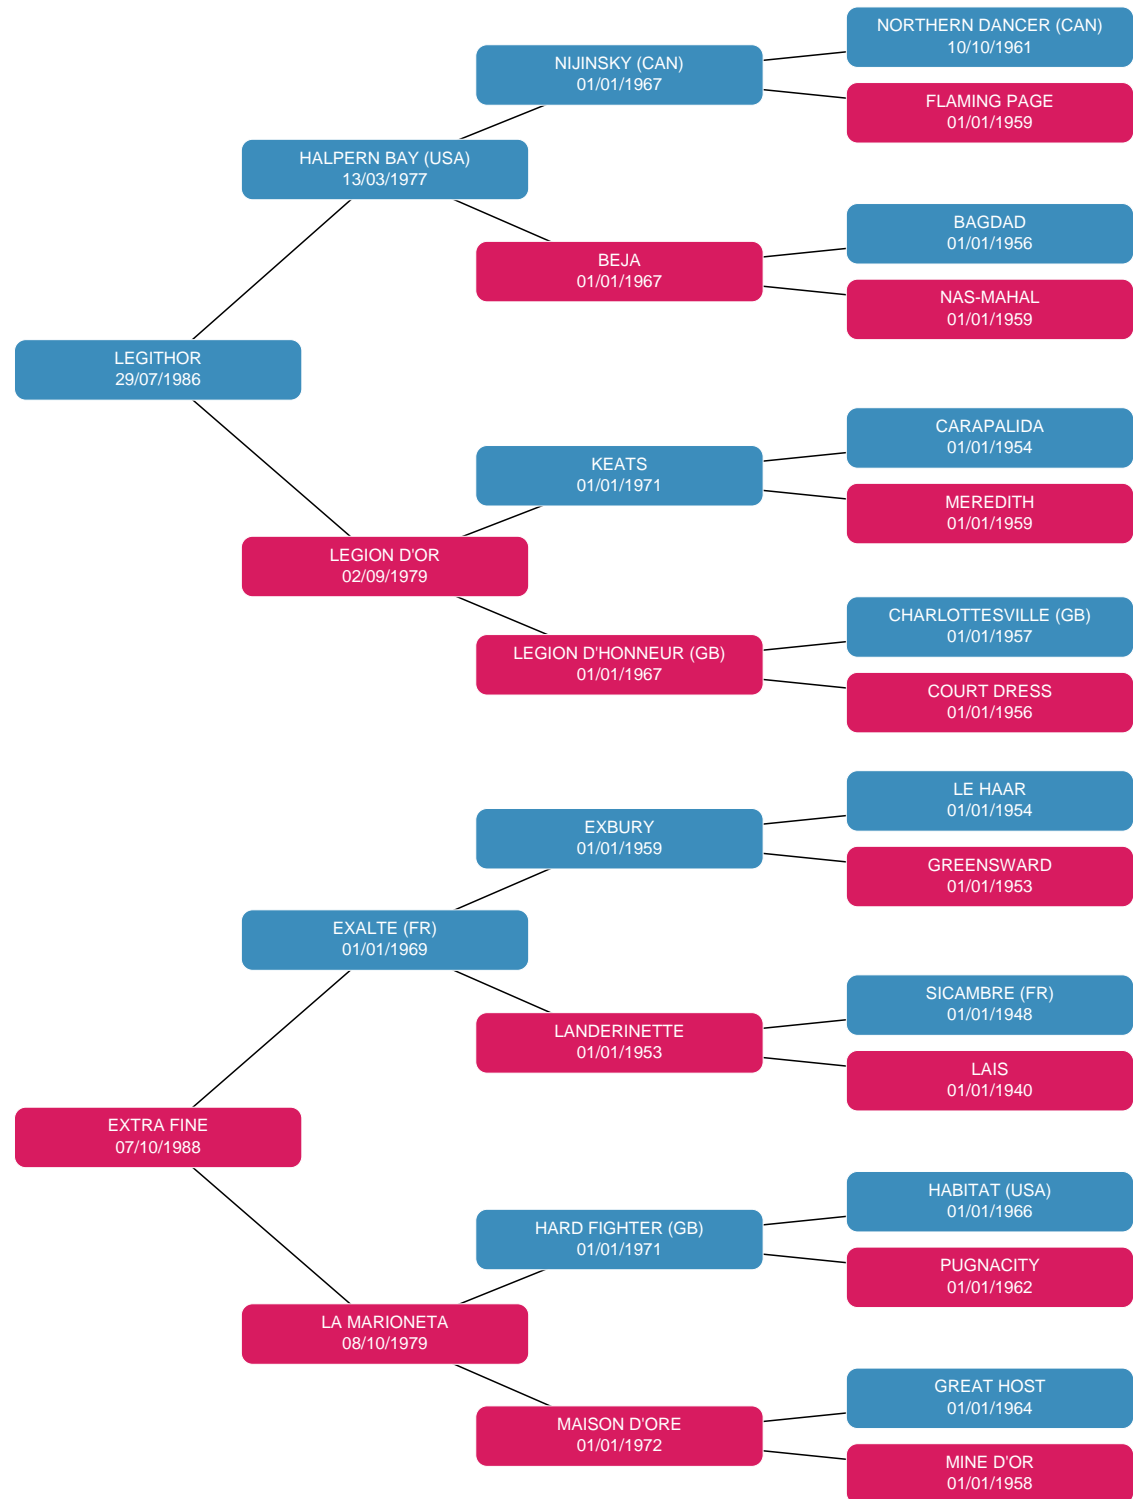 NORTHERN DANCER (CAN)
10/10/1961
NIJINSKY (CAN)
01/01/1967
FLAMING PAGE
01/01/1959
HALPERN BAY (USA)
13/03/1977
BAGDAD
01/01/1956
BEJA
01/01/1967
NAS-MAHAL
01/01/1959
LEGITHOR
29/07/1986
CARAPALIDA
01/01/1954
KEATS
01/01/1971
MEREDITH
01/01/1959
LEGION D'OR
02/09/1979
CHARLOTTESVILLE (GB)
01/01/1957
LEGION D'HONNEUR (GB)
01/01/1967
COURT DRESS
01/01/1956
LE HAAR
01/01/1954
EXBURY
01/01/1959
GREENSWARD
01/01/1953
EXALTE (FR)
01/01/1969
SICAMBRE (FR)
01/01/1948
LANDERINETTE
01/01/1953
LAIS
01/01/1940
EXTRA FINE
07/10/1988
HABITAT (USA)
01/01/1966
HARD FIGHTER (GB)
01/01/1971
PUGNACITY
01/01/1962
LA MARIONETA
08/10/1979
GREAT HOST
01/01/1964
MAISON D'ORE
01/01/1972
MINE D'OR
01/01/1958